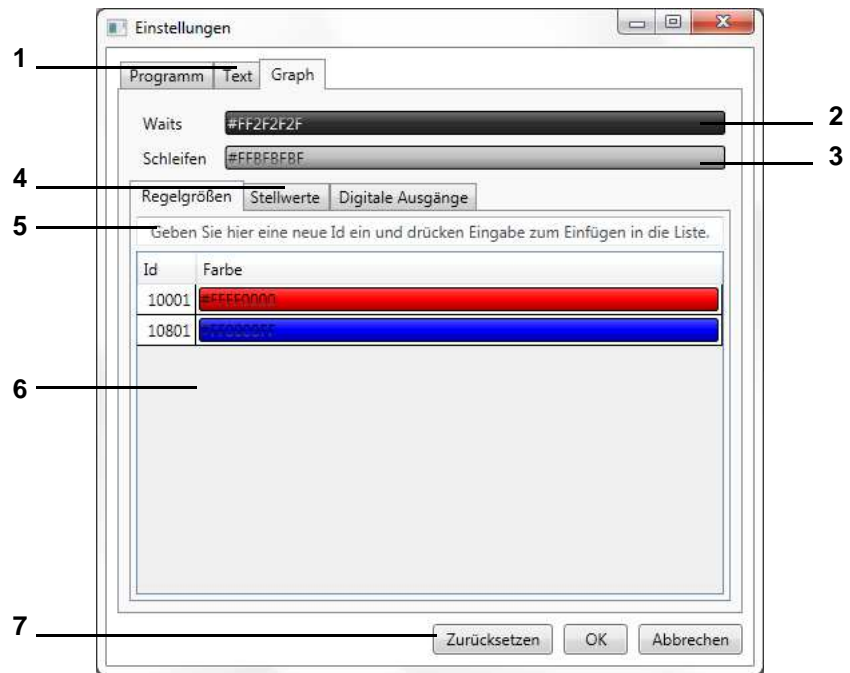 Einstellungen
1
Programm Text Graph
Waits #FF2F2F2F 2
Schleifen #FFBFBFBF 3
4
Regelgrößen Stellwerte Digitale Ausgänge
5 Geben Sie hier eine neue Id ein und drücken Eingabe zum Einfügen in die Liste.
Id Farbe
10001 #FFFF0000
10801 #FF0000FF
6
7 Zurücksetzen OK Abbrechen